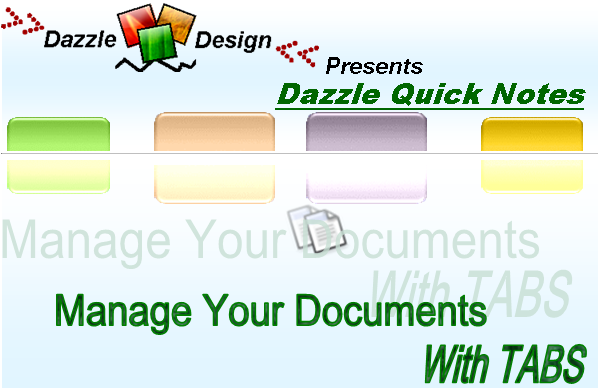 Dazzle Design
Presents
Dazzle Quick Notes
Manage Your Documents
With TABS
Manage Your Documents
With TABS